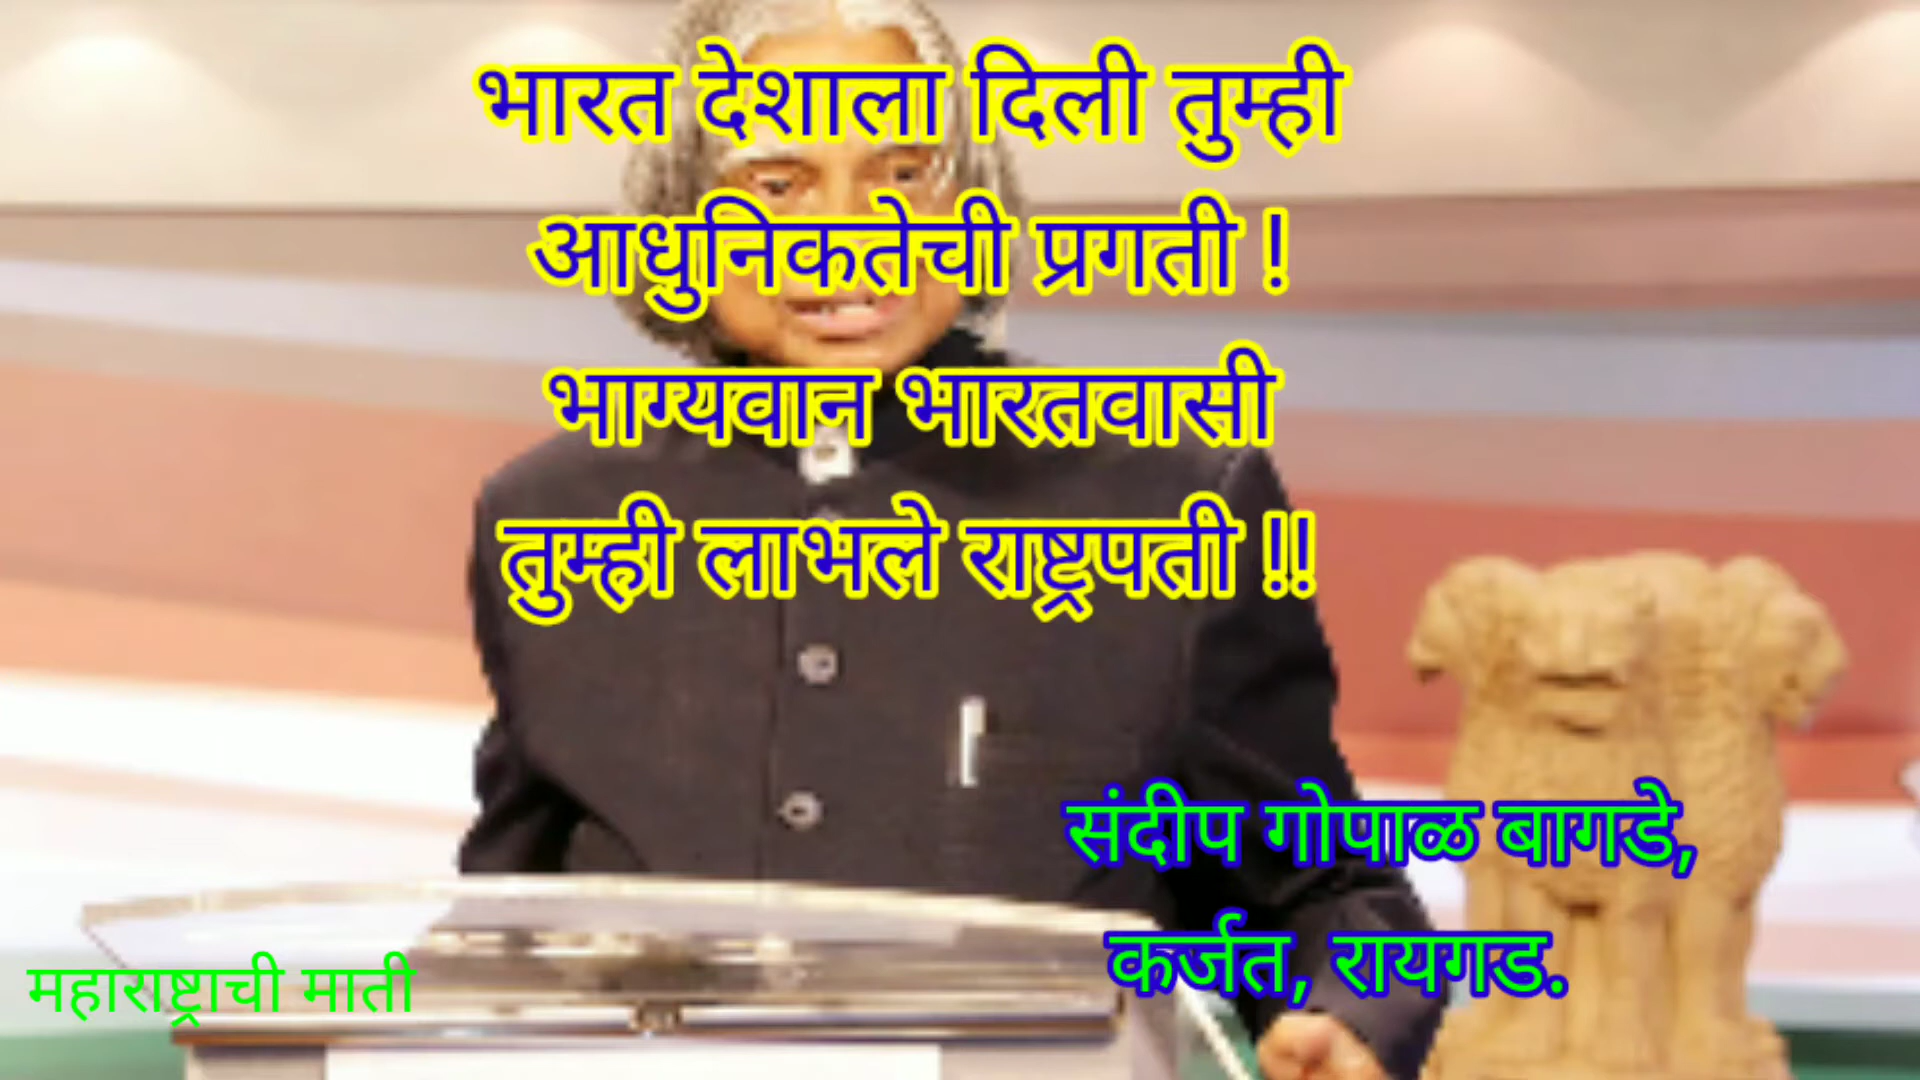 भारत देशाला दिली तुम्ही
आधुनिकतेची प्रगती !
भाग्यवान भारतवासी
तुम्ही लाभले राष्ट्रपती !!
संदीप गोपाळ बागडे,
कर्जत, रायगड.
महाराष्ट्राची माती